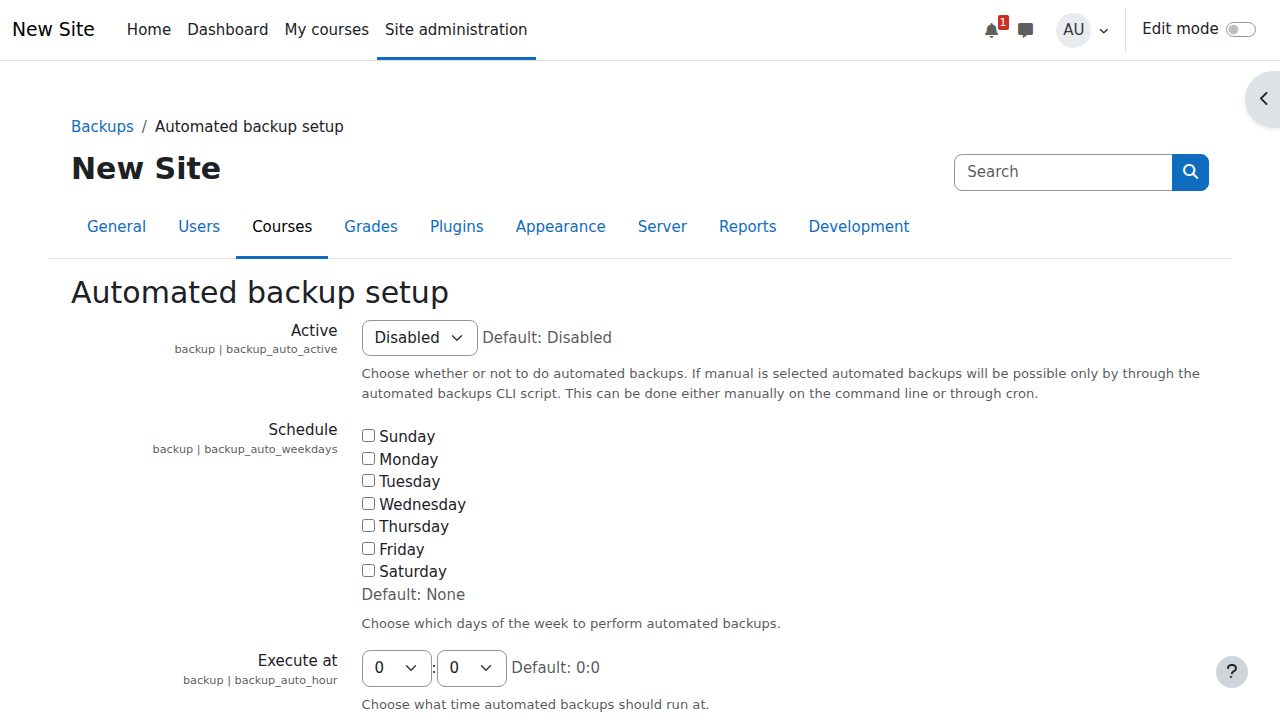 New Site
Home Dashboard My courses Site administration
1
AU
Edit mode
Backups / Automated backup setup
New Site
Search
General Users Courses Grades Plugins Appearance Server Reports Development
Automated backup setup
Active
backup | backup_auto_active
Disabled Default: Disabled
Choose whether or not to do automated backups. If manual is selected automated backups will be possible only by through the
automated backups CLI script. This can be done either manually on the command line or through cron.
Schedule
backup | backup_auto_weekdays
Sunday
Monday
Tuesday
Wednesday
Thursday
Friday
Saturday
Default: None
Choose which days of the week to perform automated backups.
Execute at
backup | backup_auto_hour
0 : 0 Default: 0:0
Choose what time automated backups should run at.
?